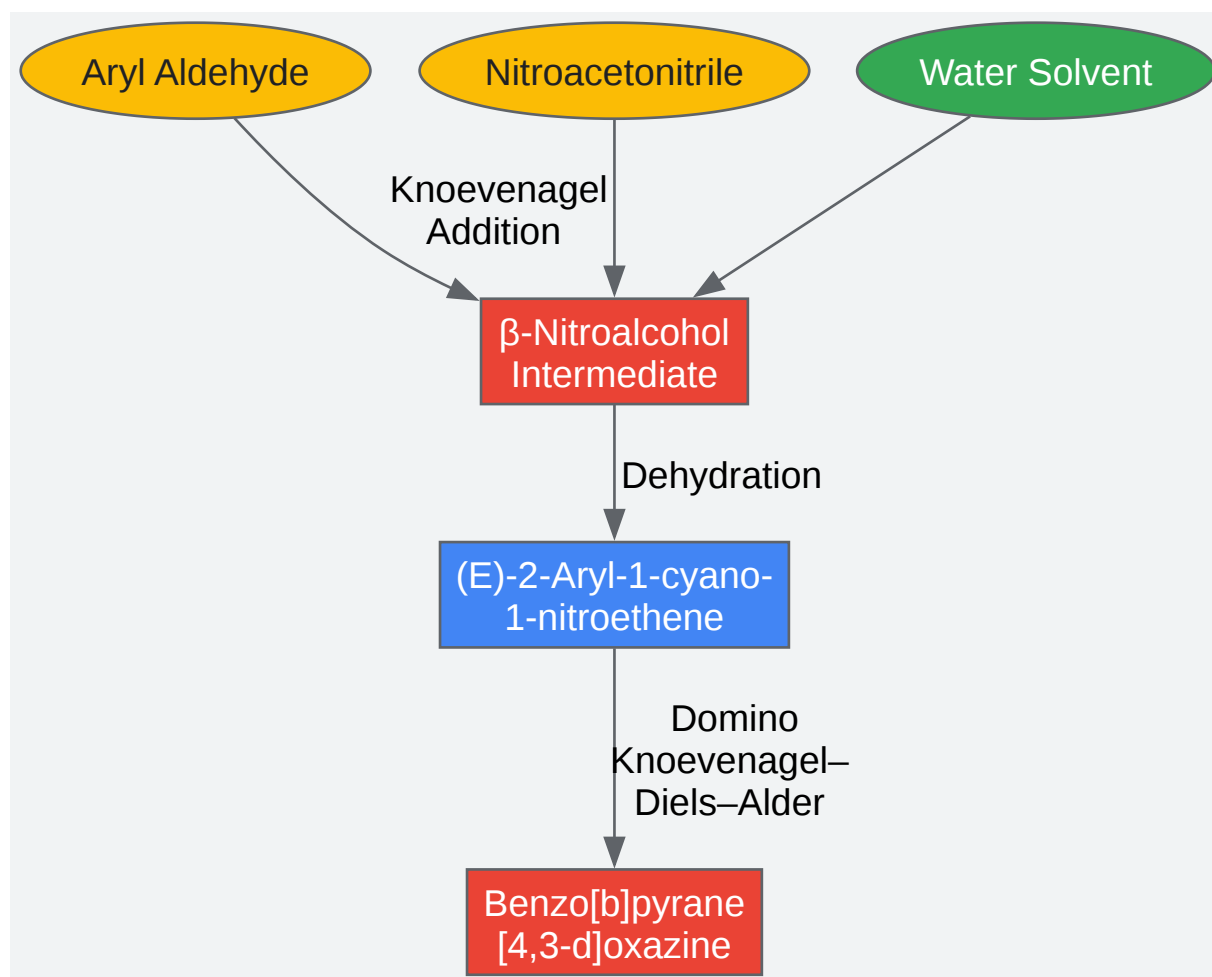 Aryl Aldehyde
Nitroacetonitrile
Water Solvent
Knoevenagel
Addition
β-Nitroalcohol
Intermediate
Dehydration
(E)-2-Aryl-1-cyano-
1-nitroethene
Domino
Knoevenagel–
Diels–Alder
Benzo[b]pyrane
[4,3-d]oxazine